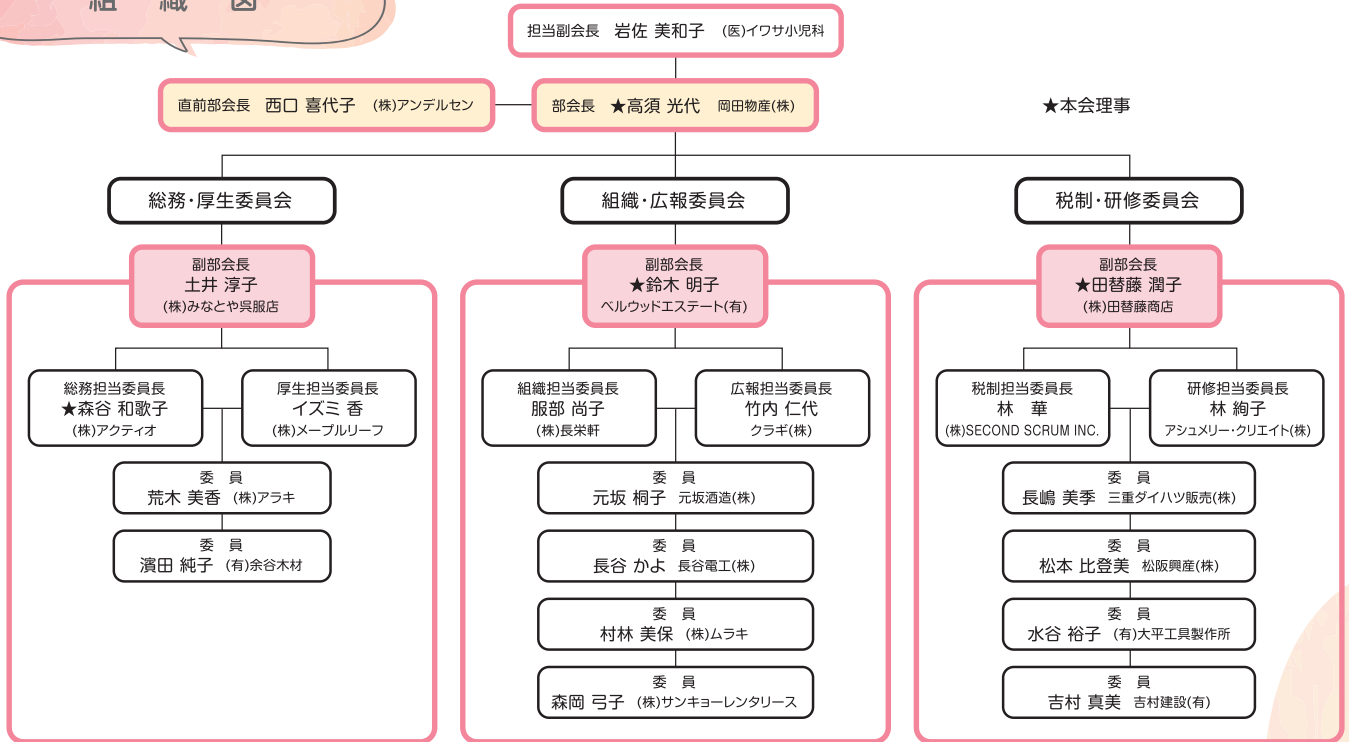 組 織 図
担当副会長 岩佐 美和子 (医)イワサ小児科
直前部会長 西口 喜代子 (株)アンデルセン
部会長 ★高須 光代 岡田物産(株)
★本会理事
総務・厚生委員会
副部会長
土井 淳子
(株)みなとや呉服店
総務担当委員長
★森谷 和歌子
(株)アクティオ
厚生担当委員長
イズミ 香
(株)メープルリーフ
委 員
荒木 美香 (株)アラキ
委 員
濱田 純子 (有)余谷木材
組織・広報委員会
副部会長
★鈴木 明子
ベルウッドエステート(有)
組織担当委員長
服部 尚子
(株)長栄軒
広報担当委員長
竹内 仁代
クラギ(株)
委 員
元坂 桐子 元坂酒造(株)
委 員
長谷 かよ 長谷電工(株)
委 員
村林 美保 (株)ムラキ
委 員
森岡 弓子 (株)サンキョーレンタリース
税制・研修委員会
副部会長
★田替藤 潤子
(株)田替藤商店
税制担当委員長
林 華
(株)SECOND SCRUM INC.
研修担当委員長
林 絢子
アシュメリー・クリエイト(株)
委 員
長嶋 美季 三重ダイハツ販売(株)
委 員
松本 比登美 松阪興産(株)
委 員
水谷 裕子 (有)大平工具製作所
委 員
吉村 真美 吉村建設(有)